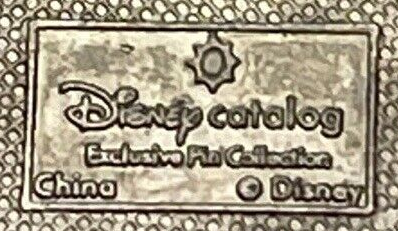 Disney catalog
Exclusive Pin Collection
China © Disney